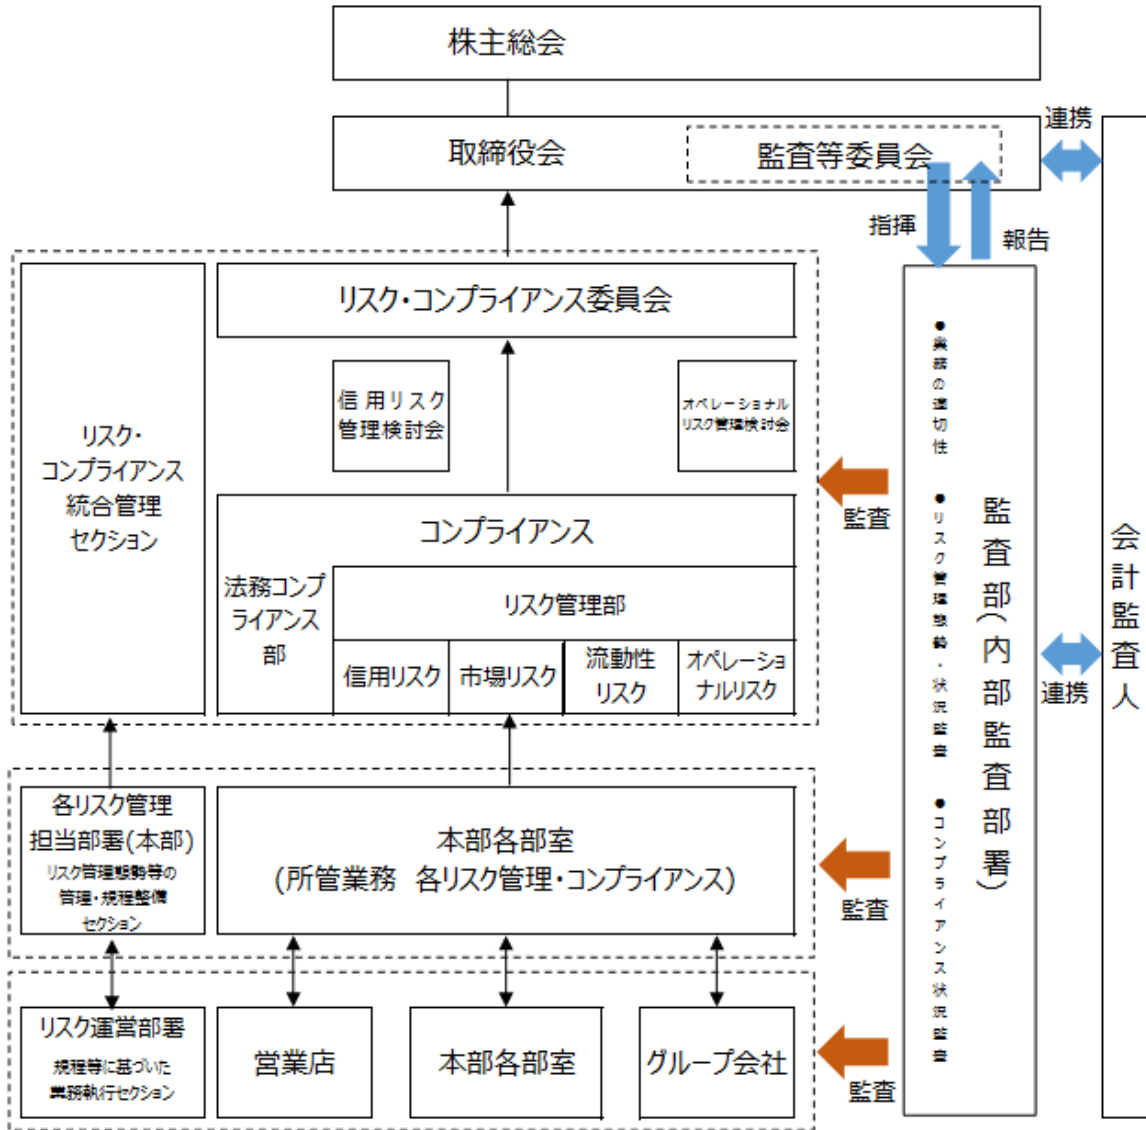 株主総会
取締役会
監査等委員会
連携
指揮
報告
リスク・コンプライアンス委員会
信用リスク
管理検討会
オペレーショナル
リスク管理検討会
リスク・
コンプライアンス
統合管理
セクション
コンプライアンス
法務コンプ
ライアンス
部
リスク管理部
信用リスク
市場リスク
流動性
リスク
オペレーショ
ナルリスク
監査
各リスク管理
担当部署(本部)
リスク管理態勢等の
管理・規程整備
セクション
本部各部室
(所管業務 各リスク管理・コンプライアンス)
監査
リスク運営部署
規程等に基づいた
業務執行セクション
営業店
本部各部室
グループ会社
監査
●業務の適切性 ●リスク管理態勢・状況監査 ●コンプライアンス状況監査
監査部(内部監査部署)
連携
会計監査人